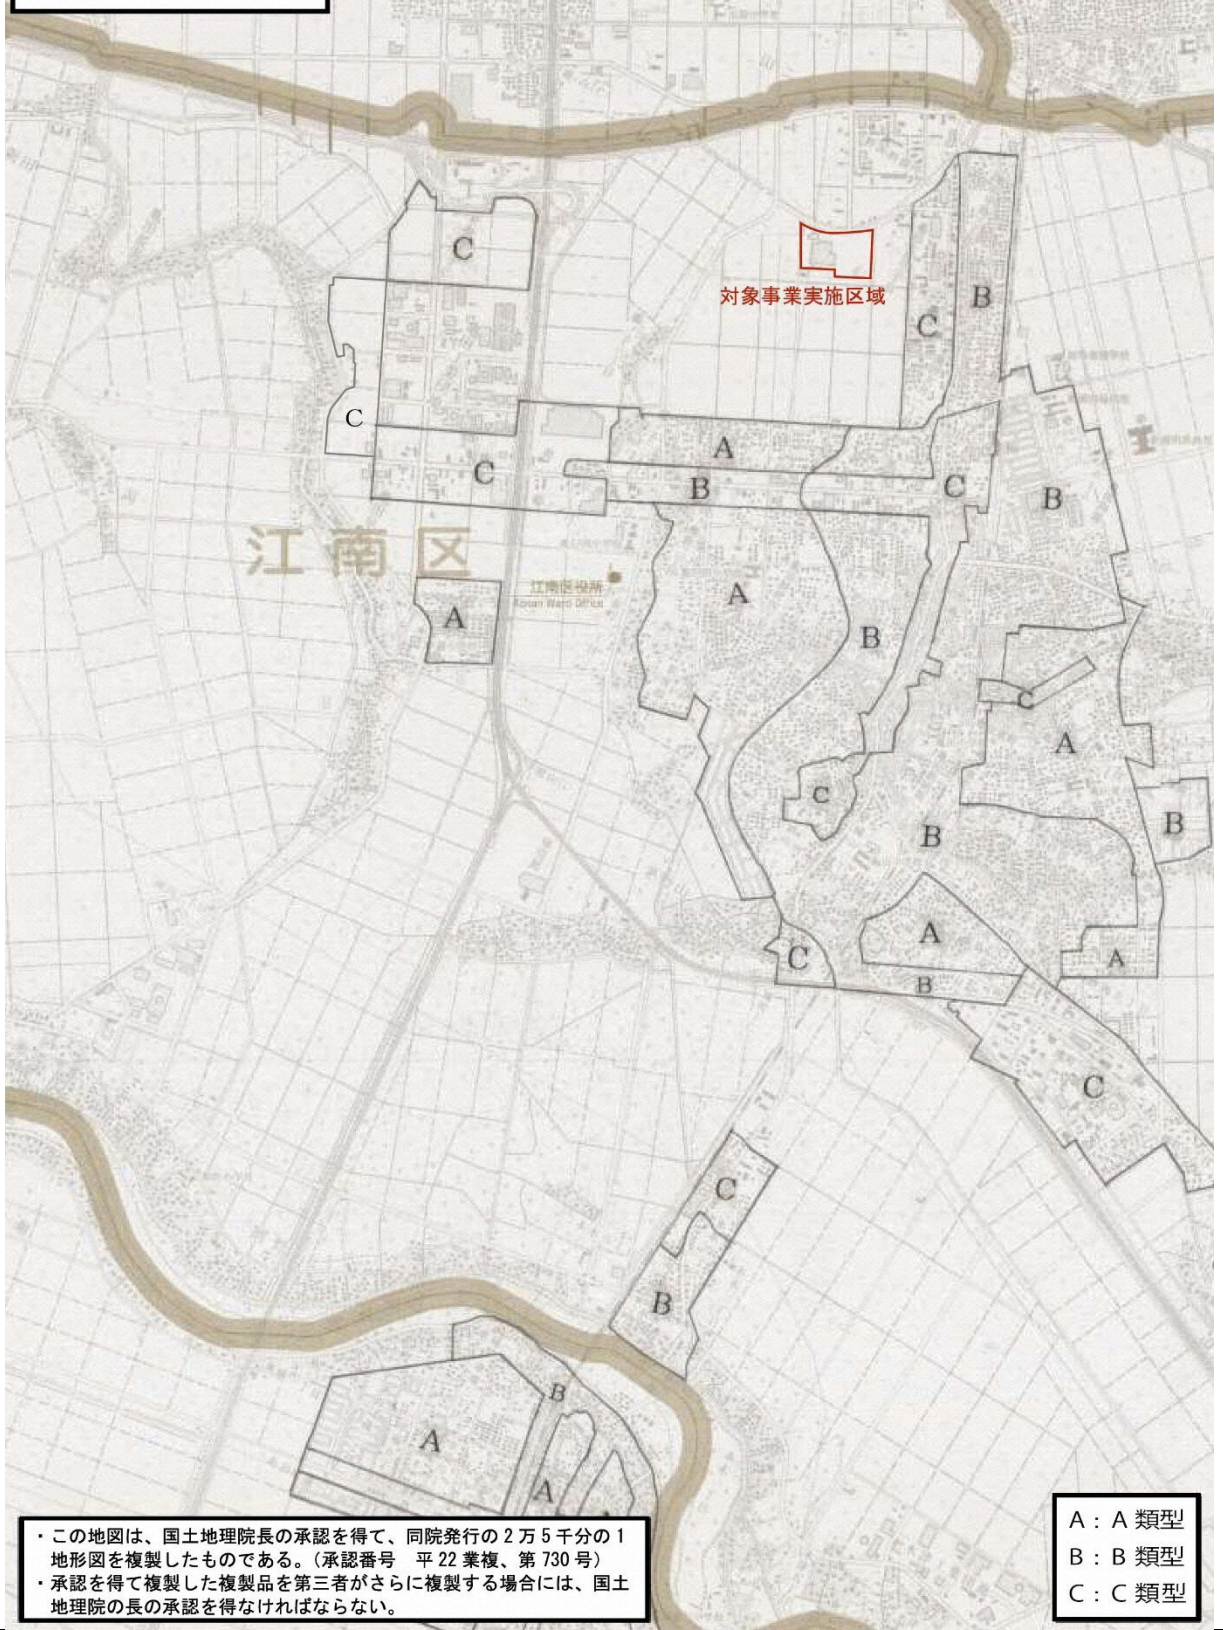 C
B
対象事業実施区域
C
C
A
C
B
C
B
江南区
江南区役所
Konan Ward Office
A
A
B
C
A
C
B
B
A
C
A
B
C
C
B
B
A
A
・この地図は、国土地理院長の承認を得て、同院発行の2万5千分の1
地形図を複製したものである。（承認番号　平22業複、第730号）
・承認を得て複製した複製品を第三者がさらに複製する場合には、国土
地理院の長の承認を得なければならない。
A：A類型
B：B類型
C：C類型